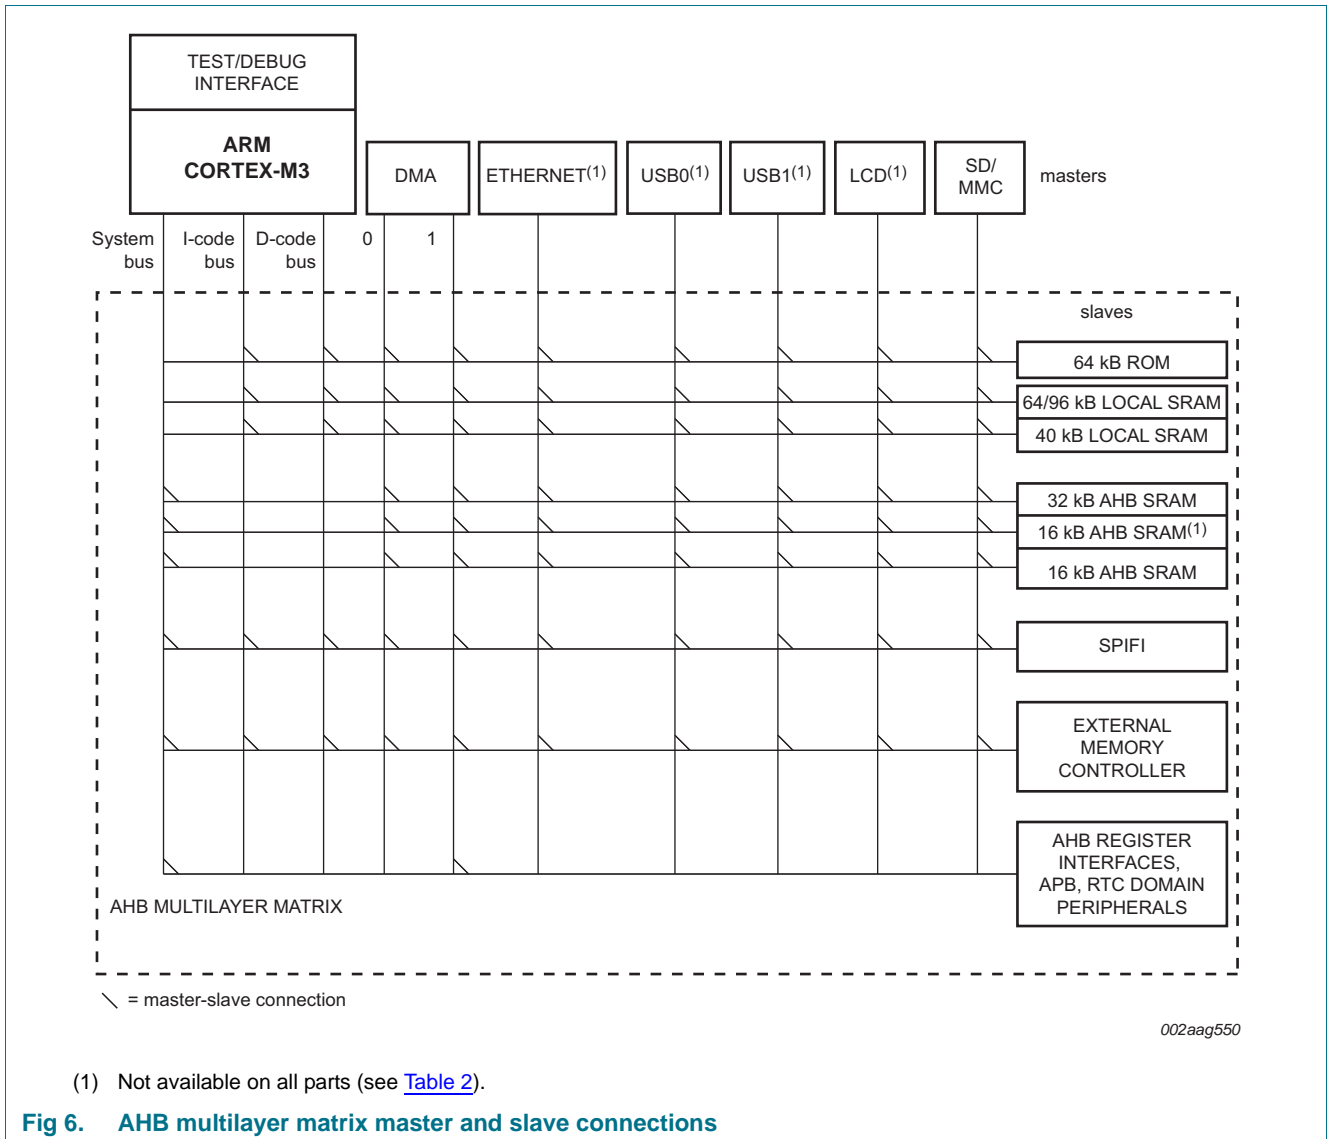 TEST/DEBUG
INTERFACE
ARM
CORTEX-M3
DMA
ETHERNET(1)
USB0(1)
USB1(1)
LCD(1)
SD/
MMC
masters
System
bus
I-code
bus
D-code
bus
0
1
slaves
64 kB ROM
64/96 kB LOCAL SRAM
40 kB LOCAL SRAM
32 kB AHB SRAM
16 kB AHB SRAM(1)
16 kB AHB SRAM
SPIFI
EXTERNAL
MEMORY
CONTROLLER
AHB REGISTER
INTERFACES,
APB, RTC DOMAIN
PERIPHERALS
AHB MULTILAYER MATRIX
= master-slave connection
002aag550
(1) Not available on all parts (see Table 2).
Fig 6. AHB multilayer matrix master and slave connections